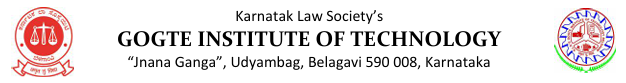 Karnatak Law Society's
GOGTE INSTITUTE OF TECHNOLOGY
“Jnana Ganga”, Udyambag, Belagavi 590 008, Karnataka